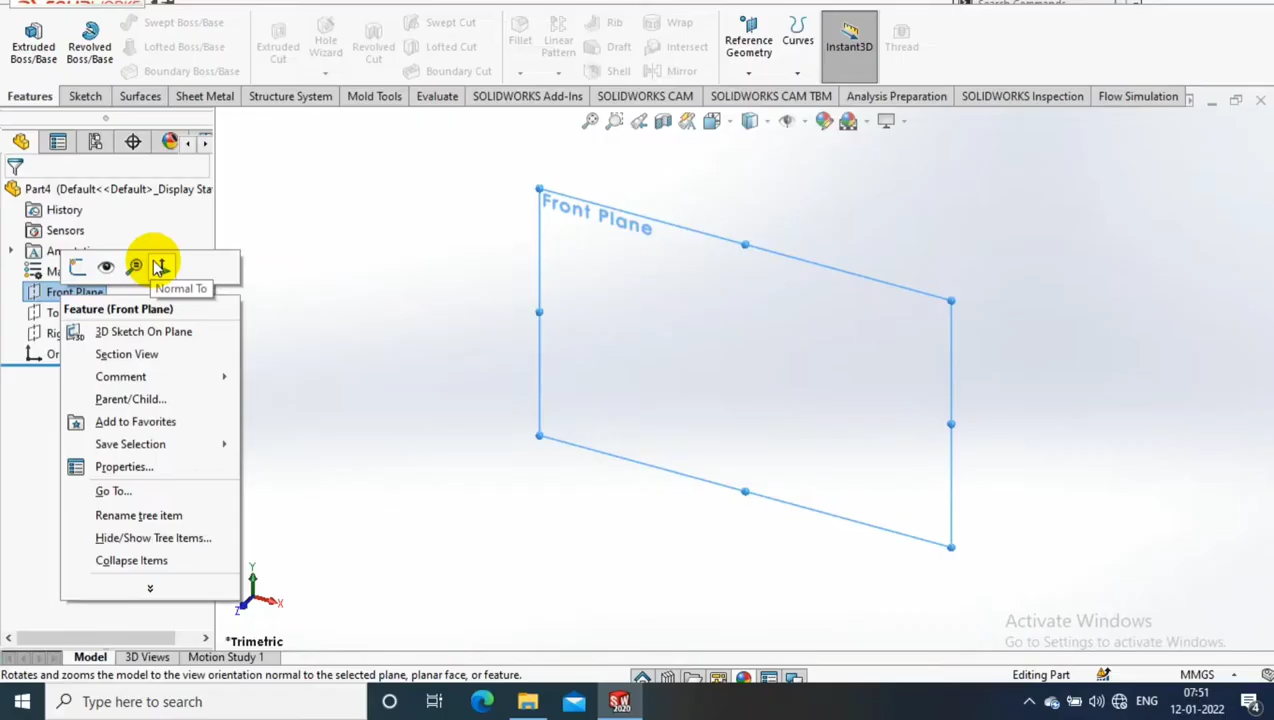 Search Commands
Extruded Boss/Base
Revolved Boss/Base
Swept Boss/Base
Lofted Boss/Base
Boundary Boss/Base
Extruded Cut
Hole Wizard
Revolved Cut
Swept Cut
Lofted Cut
Boundary Cut
Fillet
Linear Pattern
Rib
Draft
Shell
Wrap
Intersect
Mirror
Reference Geometry
Curves
Instant3D
Thread
Features Sketch Surfaces Sheet Metal Structure System Mold Tools Evaluate SOLIDWORKS Add-Ins SOLIDWORKS CAM SOLIDWORKS CAM TBM Analysis Preparation SOLIDWORKS Inspection Flow Simulation
Part4 (Default<<Default>_Display Sta
History
Sensors
Front Plane
Normal To
Feature (Front Plane)
3D Sketch On Plane
Section View
Comment
Parent/Child...
Add to Favorites
Save Selection
Properties...
Go To...
Rename tree item
Hide/Show Tree Items...
Collapse Items
Front Plane
Y
X
Z
*Trimetric
Activate Windows
Go to Settings to activate Windows.
Model 3D Views Motion Study 1
Rotates and zooms the model to the view orientation normal to the selected plane, planar face, or feature.
Editing Part
MMGS
Type here to search
SW
2020
ENG
07:51
12-01-2022
4